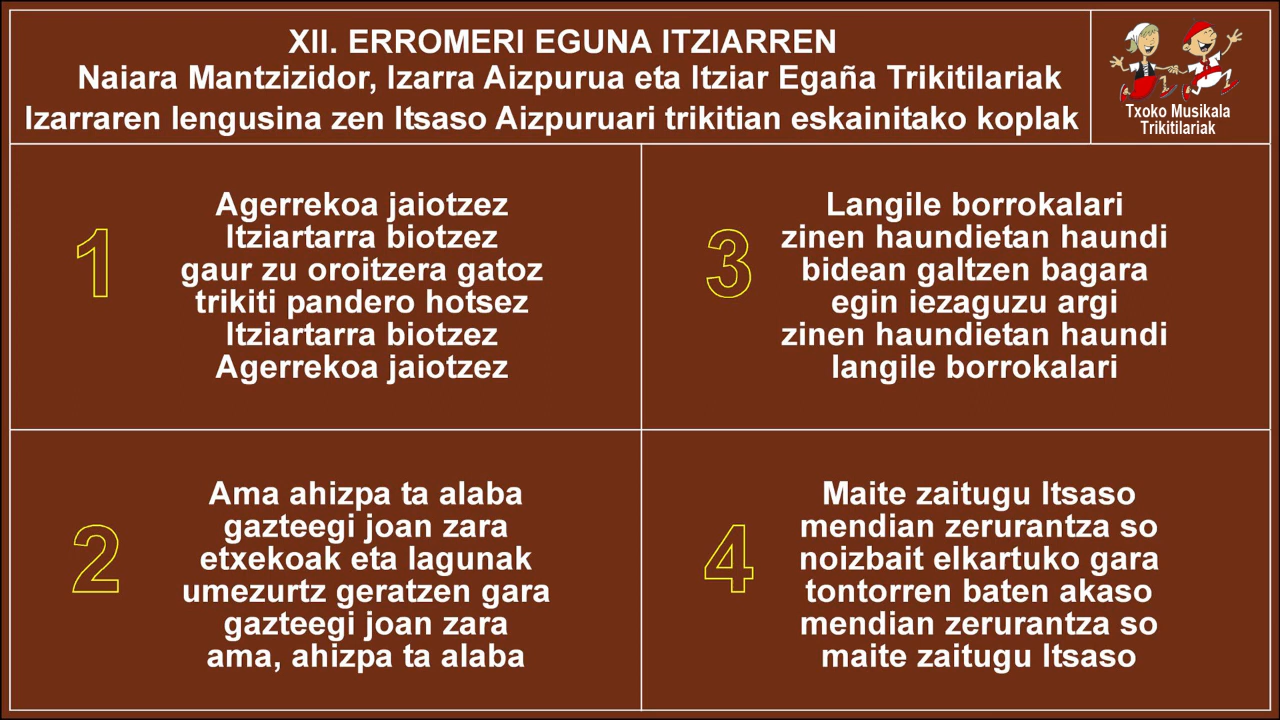 XII. ERROMERI EGUNA ITZIARREN
Naiara Mantzizidor, Izarra Aizpurua eta Itziar Egaña Trikitilariak
Izarraren lengusina zen Itsaso Aizpuruari trikitian eskainitako koplak
Txoko Musikala
Trikitilariak
1
Agerrekoa jaiotzez
Itziartarra biotzez
gaur zu oroitzera gatoz
trikiti pandero hotsez
Itziartarra biotzez
Agerrekoa jaiotzez
2
Ama ahizpa ta alaba
gazteegi joan zara
etxekoak eta lagunak
umezurtz geratzen gara
gazteegi joan zara
ama, ahizpa ta alaba
3
Langile borrokalari
zinen haundietan haundi
bidean galtzen bagara
egin iezaguzu argi
zinen haundietan haundi
langile borrokalari
4
Maite zaitugu Itsaso
mendian zerurantza so
noizbait elkartuko gara
tontorren baten akaso
mendian zerurantza so
maite zaitugu Itsaso